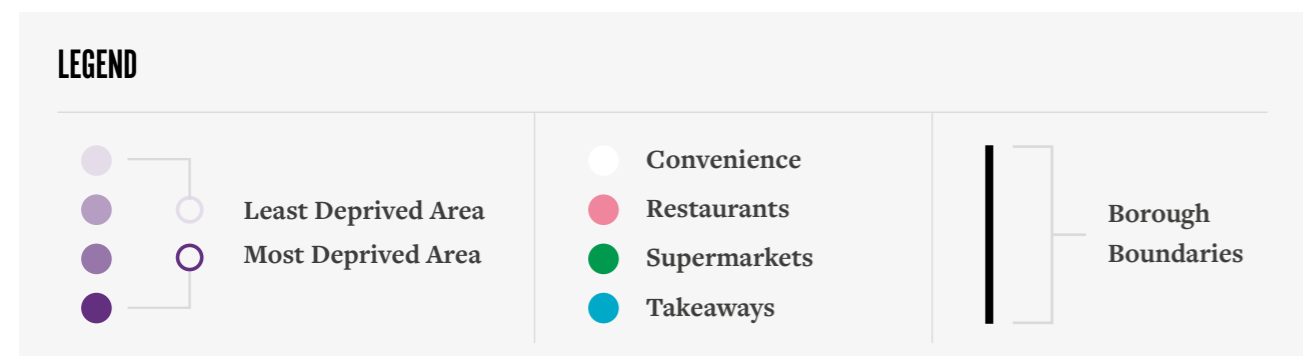 LEGEND
Least Deprived Area
Most Deprived Area
Convenience
Restaurants
Supermarkets
Takeaways
Borough
Boundaries